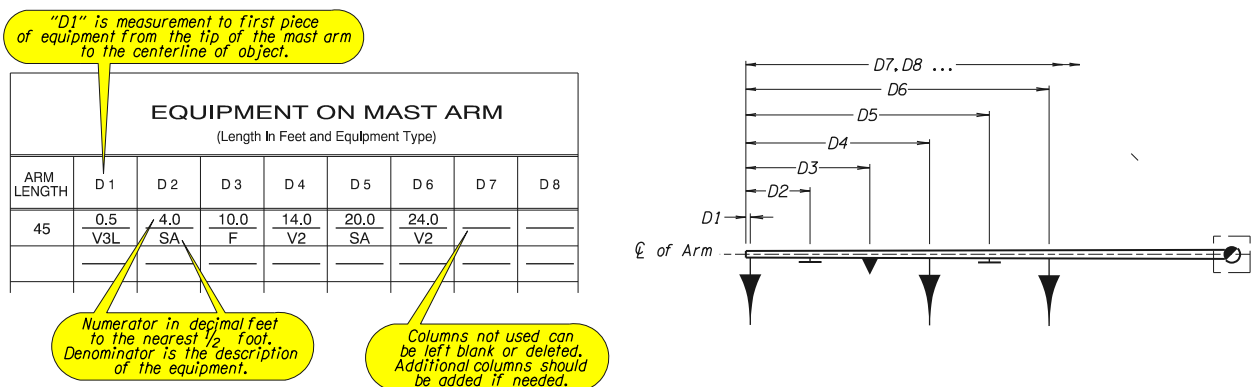 "D1" is measurement to first piece
of equipment from the tip of the mast arm
to the centerline of object.
EQUIPMENT ON MAST ARM
(Length In Feet and Equipment Type)
ARM LENGTH D 1 D 2 D 3 D 4 D 5 D 6 D 7 D 8
45 0.5 4.0 10.0 14.0 20.0 24.0
V3L SA F V2 SA V2
Numerator in decimal feet
to the nearest 1/2 foot.
Denominator is the description
of the equipment.
Columns not used can
be left blank or deleted.
Additional columns should
be added if needed.
D7, D8 ...
D6
D5
D4
D3
D2
D1
℄ of Arm